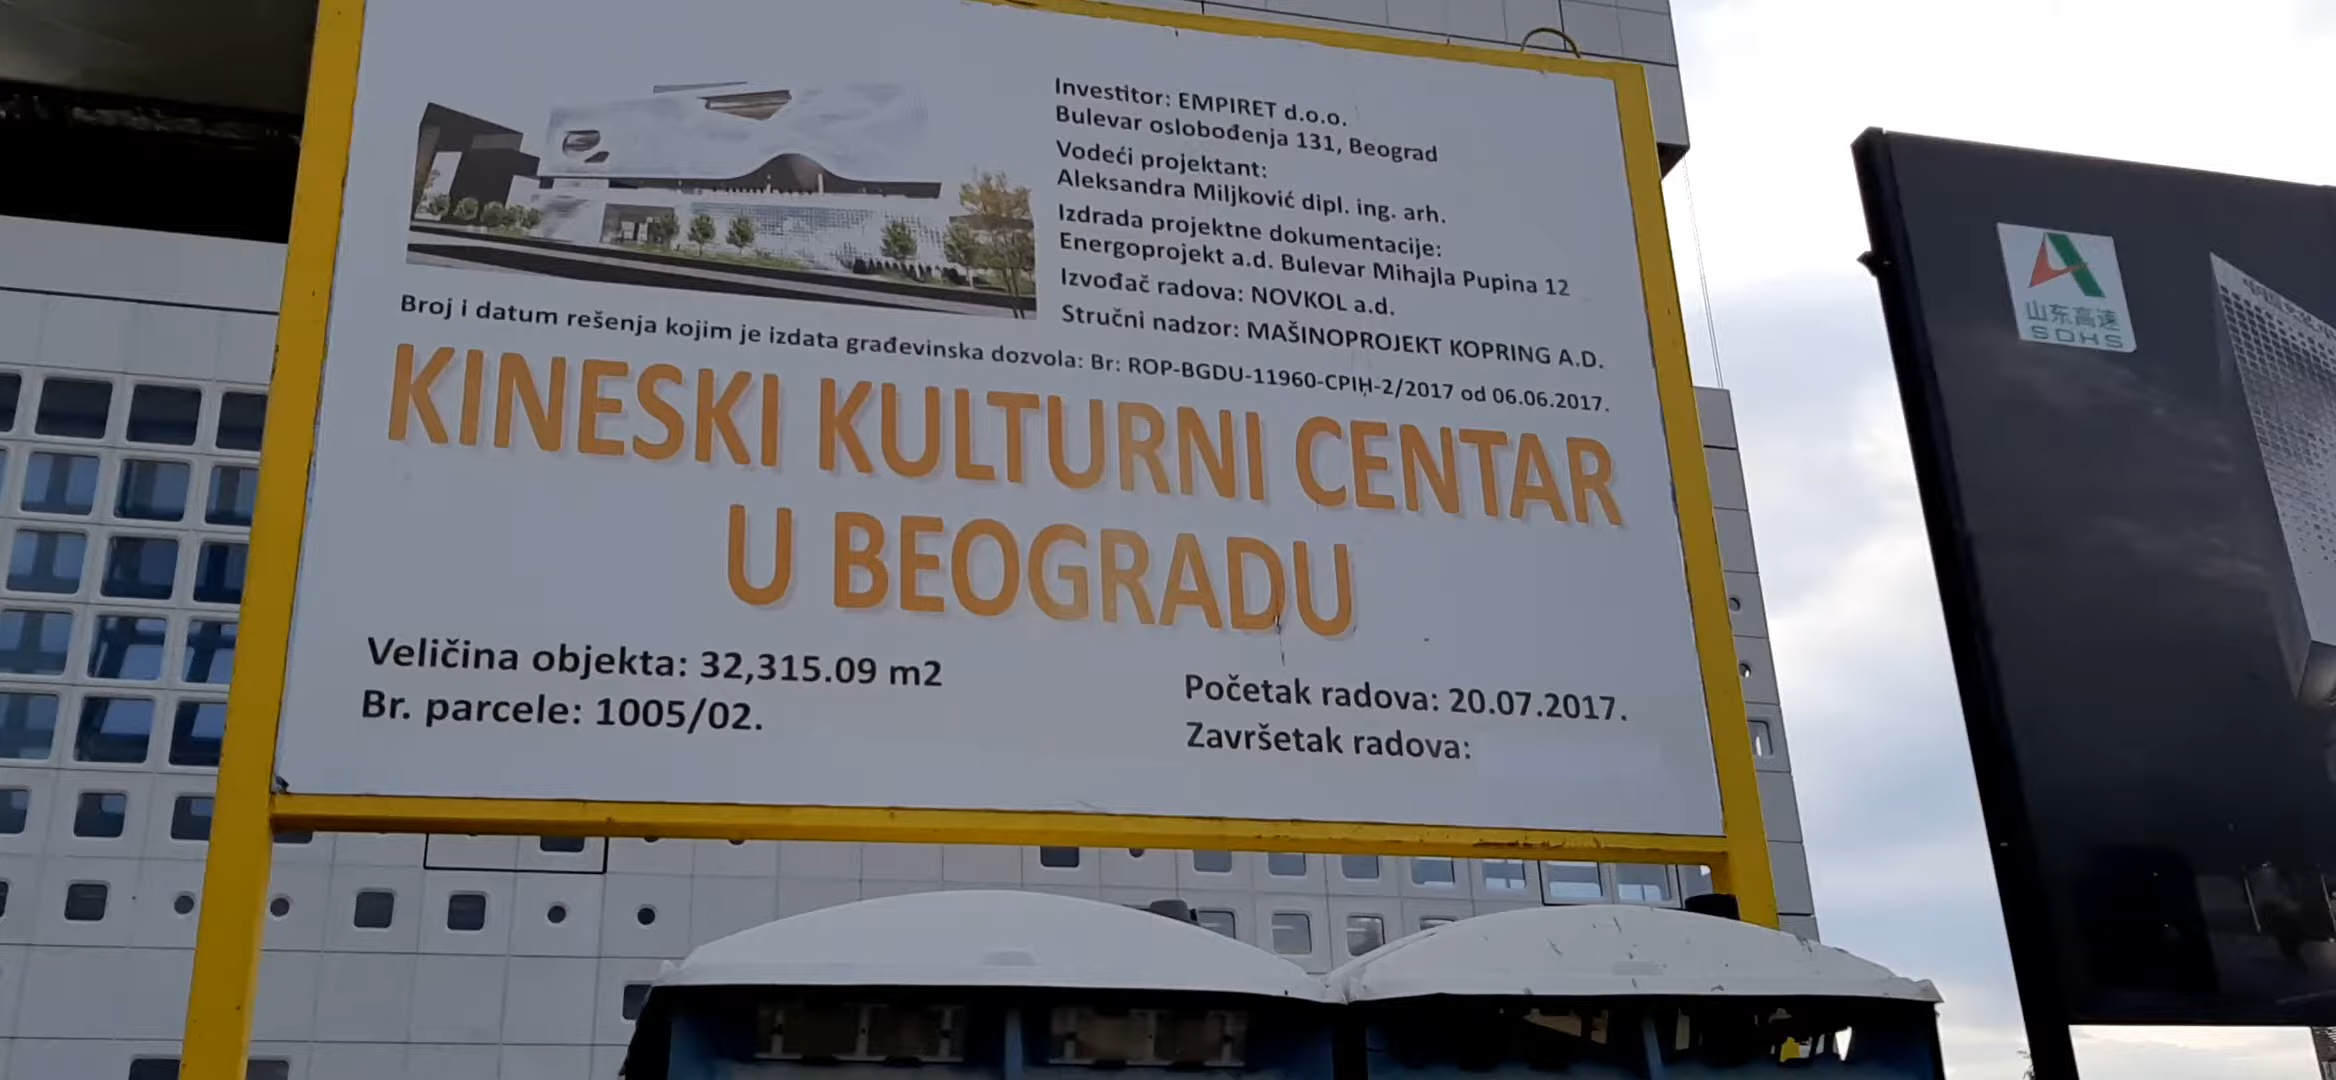 Investitor: EMPIRET d.o.o.
Bulevar oslobođenja 131, Beograd
Vodeći projektant:
Aleksandra Miljković dipl. ing. arh.
Izdrada projektne dokumentacije:
Energoprojekt a.d. Bulevar Mihajla Pupina 12
Izvođač radova: NOVKOL a.d.
Stručni nadzor: MAŠINOPROJEKT KOPRING A.D.
Broj i datum rešenja kojim je izdata građevinska dozvola: Br: ROP-BGDU-11960-CPIH-2/2017 od 06.06.2017.
KINESKI KULTURNI CENTAR
U BEOGRADU
Veličina objekta: 32,315.09 m2
Br. parcele: 1005/02.
Početak radova: 20.07.2017.
Završetak radova:
山东高速
SDHS